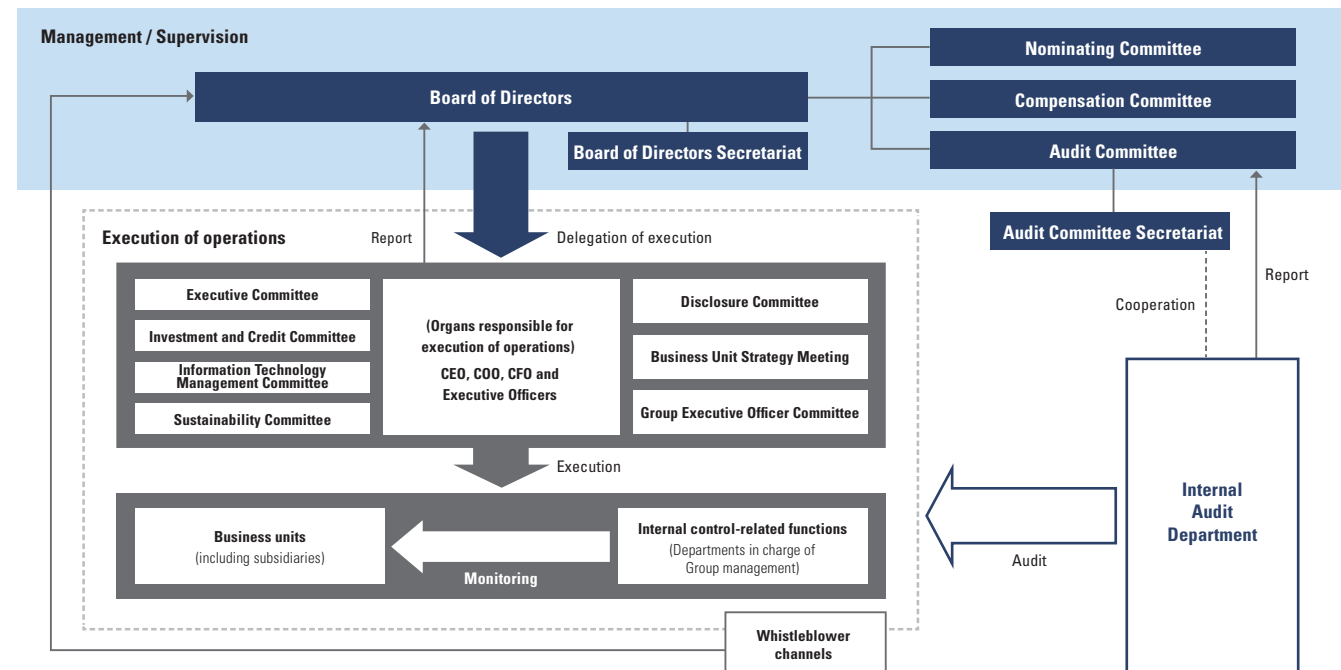 Management / Supervision
Nominating Committee
Board of Directors
Compensation Committee
Board of Directors Secretariat
Audit Committee
Audit Committee Secretariat
Execution of operations
Report
Delegation of execution
Cooperation
Report
Executive Committee
Investment and Credit Committee
Information Technology
Management Committee
Sustainability Committee
(Organs responsible for
execution of operations)
CEO, COO, CFO and
Executive Officers
Disclosure Committee
Business Unit Strategy Meeting
Group Executive Officer Committee
Execution
Business units
(including subsidiaries)
Monitoring
Internal control-related functions
(Departments in charge of
Group management)
Audit
Internal
Audit
Department
Whistleblower
channels